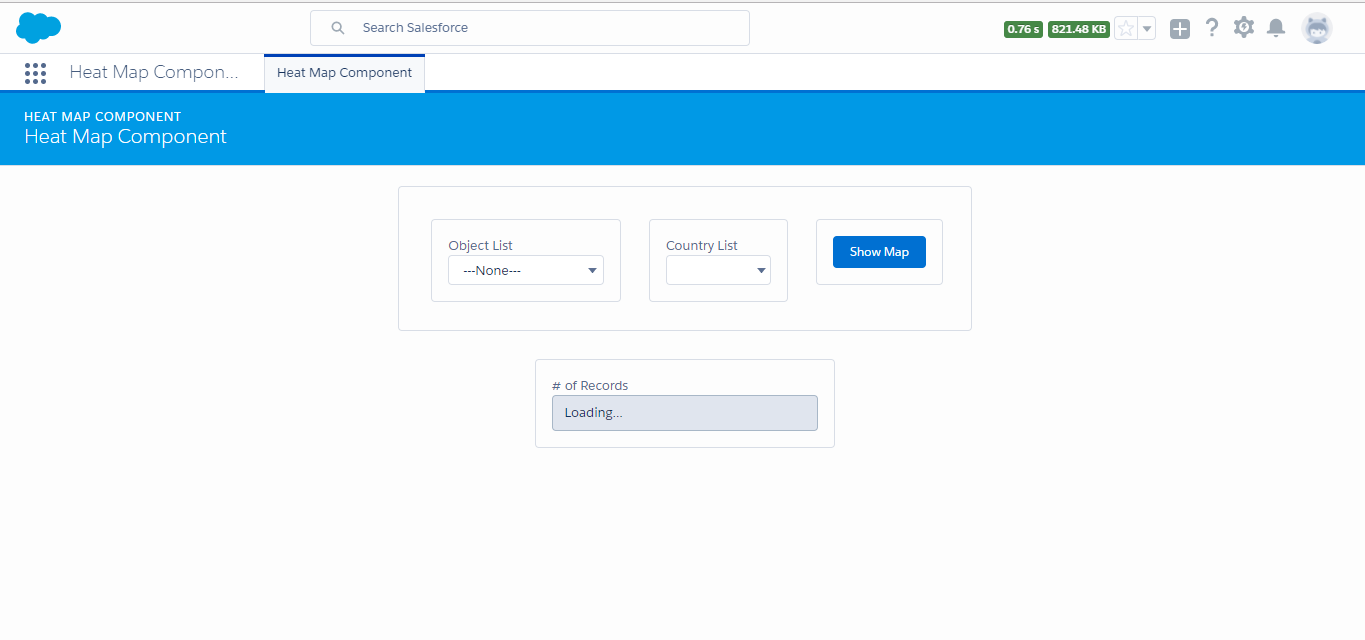 Search Salesforce
0.76 s 821.48 KB
Heat Map Compon...
Heat Map Component
HEAT MAP COMPONENT
Heat Map Component
Object List
---None---
Country List
Show Map
# of Records
Loading...